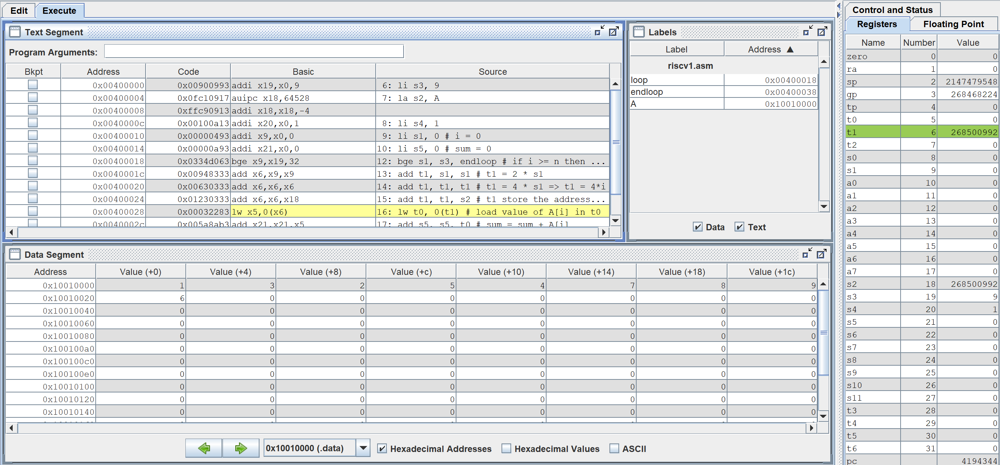 Edit Execute
Text Segment
Program Arguments:
Bkpt Address Code Basic Source
0x00400000 0x00900993 addi x19,x0,9 6: li s3, 9
0x00400004 0x0fc10917 auipc x18,64528 7: la s2, A
0x00400008 0xffc90913 addi x18,x18,-4
0x0040000c 0x00100a13 addi x20,x0,1 8: li s4, 1
0x00400010 0x00000493 addi x9,x0,0 9: li s1, 0 # i = 0
0x00400014 0x00000a93 addi x21,x0,0 10: li s5, 0 # sum = 0
0x00400018 0x0334d063 bge x9,x19,32 12: bge s1, s3, endloop # if i >= n then ...
0x0040001c 0x00948333 add x6,x9,x9 13: add t1, s1, s1 # t1 = 2 * s1
0x00400020 0x00630333 add x6,x6,x6 14: add t1, t1, t1 # t1 = 4 * s1 => t1 = 4*i
0x00400024 0x01230333 add x6,x6,x18 15: add t1, t1, s2 # t1 store the address...
0x00400028 0x00032283 lw x5,0(x6) 16: lw t0, 0(t1) # load value of A[i] in t0
0x0040002c 0x005a8ab3 add x21,x21,x5 17: add s5, s5, t0 # sum = sum + A[i]
Labels
Label Address ▲
riscv1.asm
loop 0x00400018
endloop 0x00400038
A 0x10010000
Data Text
Data Segment
Address Value (+0) Value (+4) Value (+8) Value (+c) Value (+10) Value (+14) Value (+18) Value (+1c)
0x10010000 1 3 2 5 4 7 8 9
0x10010020 6 0 0 0 0 0 0 0
0x10010040 0 0 0 0 0 0 0 0
0x10010060 0 0 0 0 0 0 0 0
0x10010080 0 0 0 0 0 0 0 0
0x100100a0 0 0 0 0 0 0 0 0
0x100100c0 0 0 0 0 0 0 0 0
0x100100e0 0 0 0 0 0 0 0 0
0x10010100 0 0 0 0 0 0 0 0
0x10010120 0 0 0 0 0 0 0 0
0x10010140 0 0 0 0 0 0 0 0
0x10010000 (.data) Hexadecimal Addresses Hexadecimal Values ASCII
Control and Status
Registers Floating Point
Name Number Value
zero 0 0
ra 1 0
sp 2 2147479548
gp 3 268468224
tp 4 0
t0 5 0
t1 6 268500992
t2 7 0
s0 8 0
s1 9 0
a0 10 0
a1 11 0
a2 12 0
a3 13 0
a4 14 0
a5 15 0
a6 16 0
a7 17 0
s2 18 268500992
s3 19 9
s4 20 1
s5 21 0
s6 22 0
s7 23 0
s8 24 0
s9 25 0
s10 26 0
s11 27 0
t3 28 0
t4 29 0
t5 30 0
t6 31 0
pc 4194344